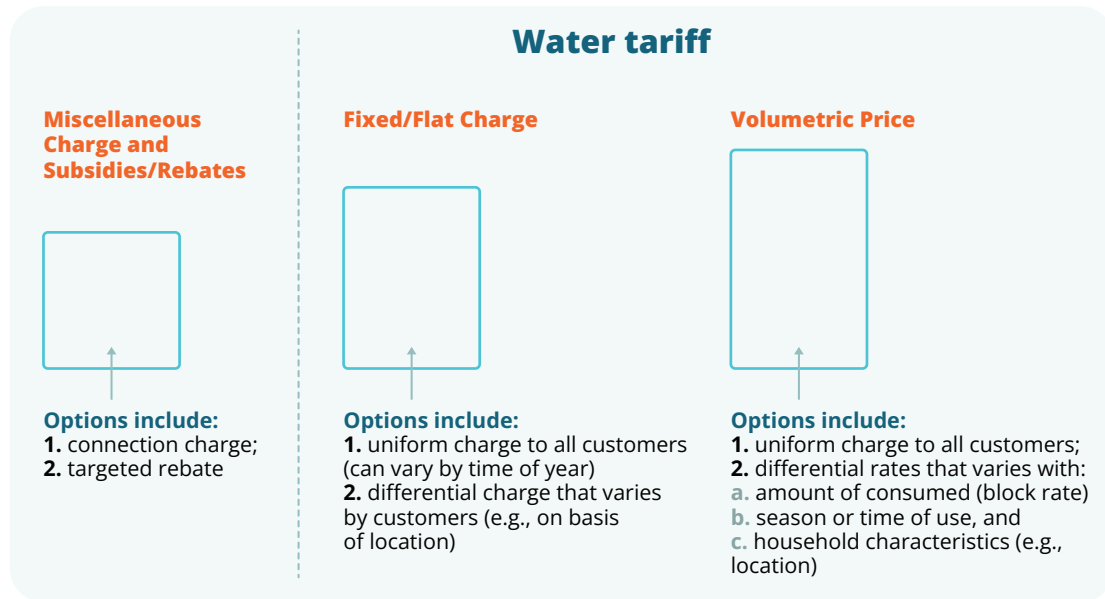 Water tariff
Miscellaneous
Charge and
Subsidies/Rebates
Options include:
1. connection charge;
2. targeted rebate
Fixed/Flat Charge
Options include:
1. uniform charge to all customers
(can vary by time of year)
2. differential charge that varies
by customers (e.g., on basis
of location)
Volumetric Price
Options include:
1. uniform charge to all customers;
2. differential rates that varies with:
a. amount of consumed (block rate)
b. season or time of use, and
c. household characteristics (e.g.,
location)